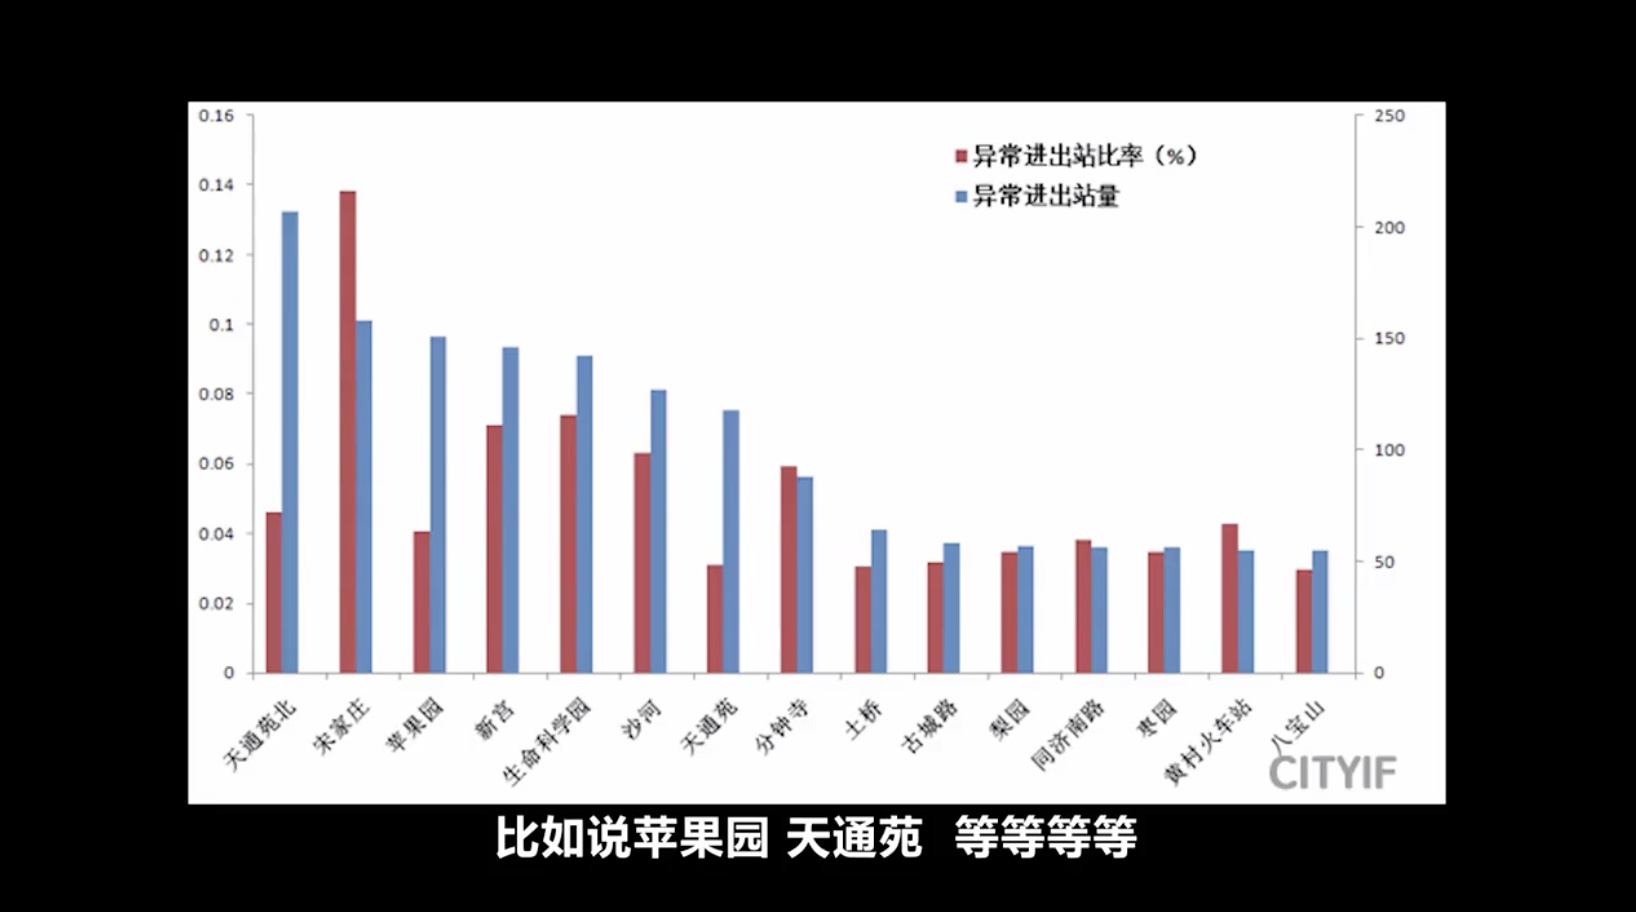 0.16
0.14
0.12
0.1
0.08
0.06
0.04
0.02
0
250
200
150
100
50
0
异常进出站比率（%）
异常进出站量
天通苑北
宋家庄
苹果园
新宫
生命科学园
沙河
天通苑
分钟寺
土桥
古城路
梨园
同济南路
枣园
黄村火车站
八宝山
CITYIF
比如说苹果园 天通苑 等等等等